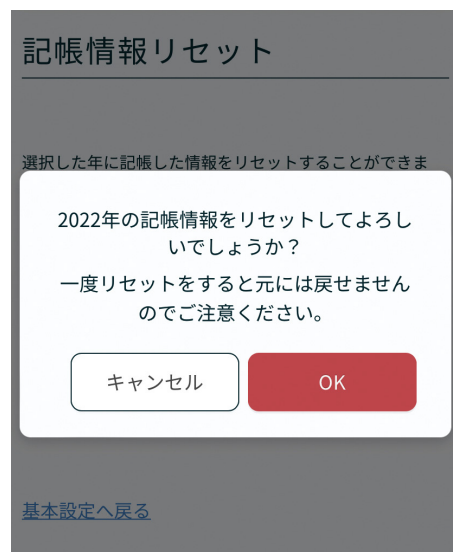 記帳情報リセット
選択した年に記帳した情報をリセットすることができま
2022年の記帳情報をリセットしてよろし
いでしょうか？
一度リセットをすると元には戻せません
のでご注意ください。
キャンセル
OK
基本設定へ戻る